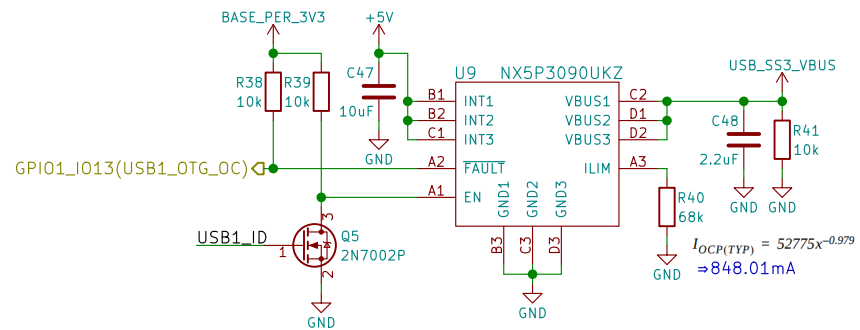 BASE_PER_3V3
+5V
R38
10k
R39
10k
C47
10uF
GND
U9
NX5P3090UKZ
B1
INT1
B2
INT2
C1
INT3
A2
FAULT
A1
EN
VBUS1
C2
VBUS2
D1
VBUS3
D2
ILIM
A3
GND1
GND2
GND3
B3
C3
D3
GND
USB_SS3_VBUS
C48
2.2uF
R41
10k
GND
GND
R40
68k
GND
I_OCP(TYP) = 52775x^−0.979
⇒848.01mA
GPIO1_IO13(USB1_OTG_OC)
USB1_ID
1
3
2
Q5
2N7002P
GND